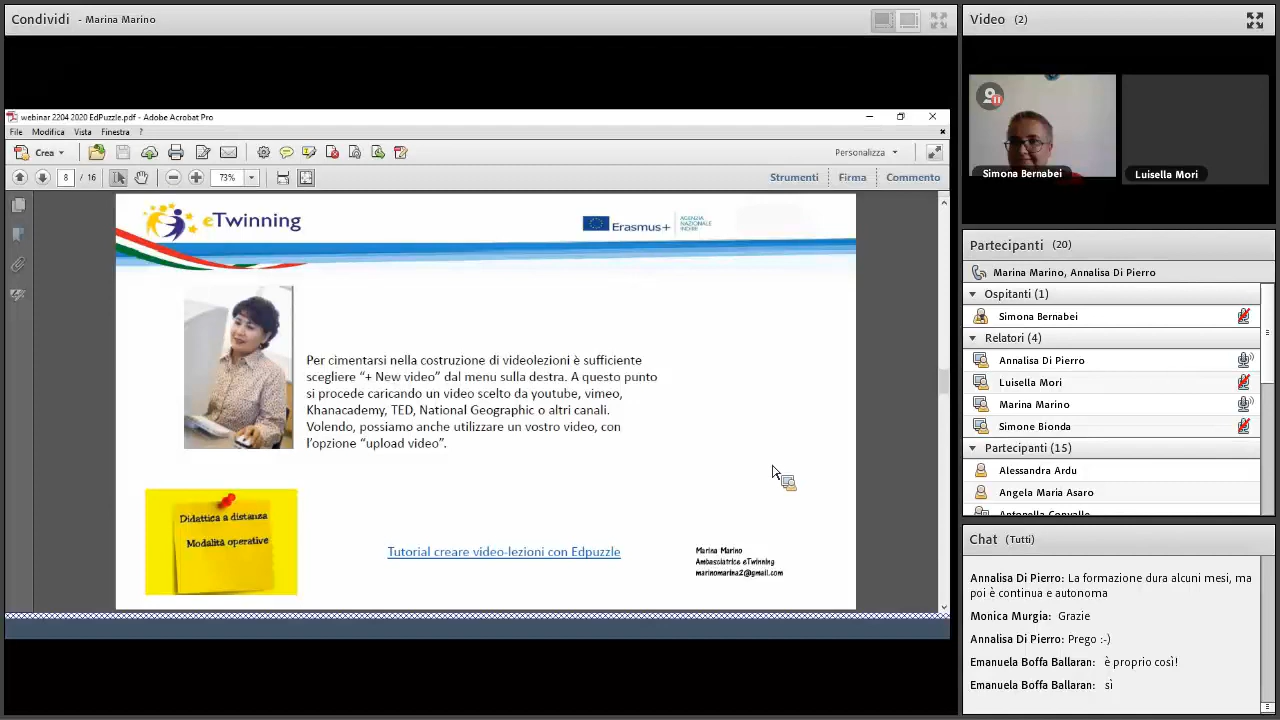 Condividi - Marina Marino
webinar 2204 2020 EdPuzzle.pdf - Adobe Acrobat Pro
File Modifica Vista Finestra ?
Crea
Personalizza
8 / 16
73%
Strumenti Firma Commento
eTwinning
Erasmus+
AGENZIA
NAZIONALE
INDIRE
Per cimentarsi nella costruzione di videolezioni è sufficiente
scegliere “+ New video” dal menu sulla destra. A questo punto
si procede caricando un video scelto da youtube, vimeo,
Khanacademy, TED, National Geographic o altri canali.
Volendo, possiamo anche utilizzare un vostro video, con
l’opzione “upload video”.
Didattica a distanza
Modalità operative
Tutorial creare video-lezioni con Edpuzzle
Marina Marino
Ambasciatrice eTwinning
marinomarina2@gmail.com
Video (2)
Simona Bernabei
Luisella Mori
Partecipanti (20)
Marina Marino, Annalisa Di Pierro
Ospitanti (1)
Simona Bernabei
Relatori (4)
Annalisa Di Pierro
Luisella Mori
Marina Marino
Simone Bionda
Partecipanti (15)
Alessandra Ardu
Angela Maria Asaro
Chat (Tutti)
Annalisa Di Pierro: La formazione dura alcuni mesi, ma
poi è continua e autonoma
Monica Murgia: Grazie
Annalisa Di Pierro: Prego :-)
Emanuela Boffa Ballaran: è proprio così!
Emanuela Boffa Ballaran: sì